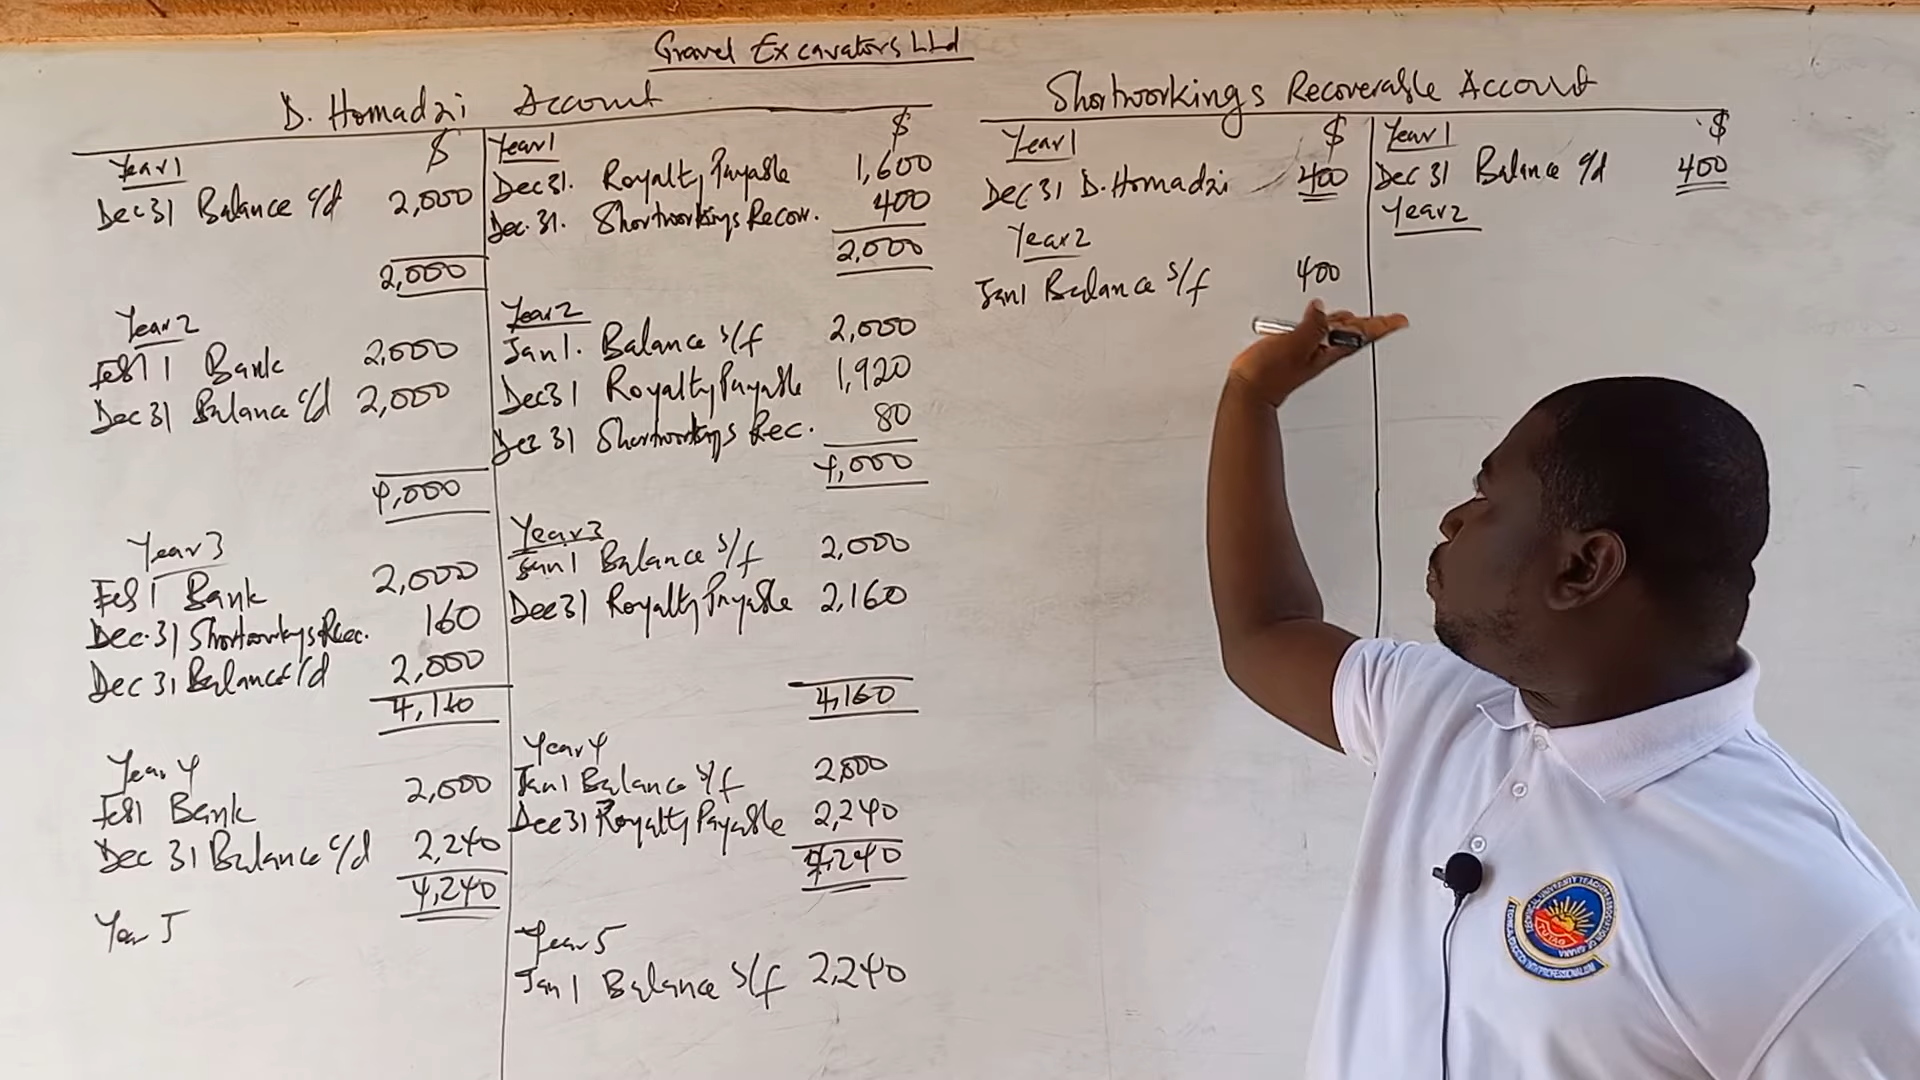 Gravel Excavators Ltd
D. Homadzi Account
$ $
Year 1
Dec 31 Balance c/d 2,000
2,000
Year 2
Feb 1 Bank 2,000
Dec 31 Balance c/d 2,000
4,000
Year 3
Feb 1 Bank 2,000
Dec. 31 Shortworkings Rec. 160
Dec 31 Balance c/d 2,000
4,160
Year 4
Feb 1 Bank 2,000
Dec 31 Balance c/d 2,240
4,240
Year 5
Year 1
Dec 31. Royalty Payable 1,600
Dec. 31. Shortworkings Recov. 400
2,000
Year 2
Jan 1. Balance b/f 2,000
Dec 31 Royalty Payable 1,920
Dec 31 Shortworkings Rec. 80
4,000
Year 3
Jan 1 Balance b/f 2,000
Dec 31 Royalty Payable 2,160
4,160
Year 4
Jan 1 Balance b/f 2,000
Dec 31 Royalty Payable 2,240
4,240
Year 5
Jan 1 Balance b/f 2,240
Shortworkings Recoverable Account
$ $
Year 1
Dec 31 D. Homadzi 400
Year 2
Jan 1 Balance b/f 400
Year 1
Dec 31 Balance c/d 400
Year 2
TECHNICAL UNIVERSITY TEACHERS ASSOCIATION OF GHANA
TUTAG